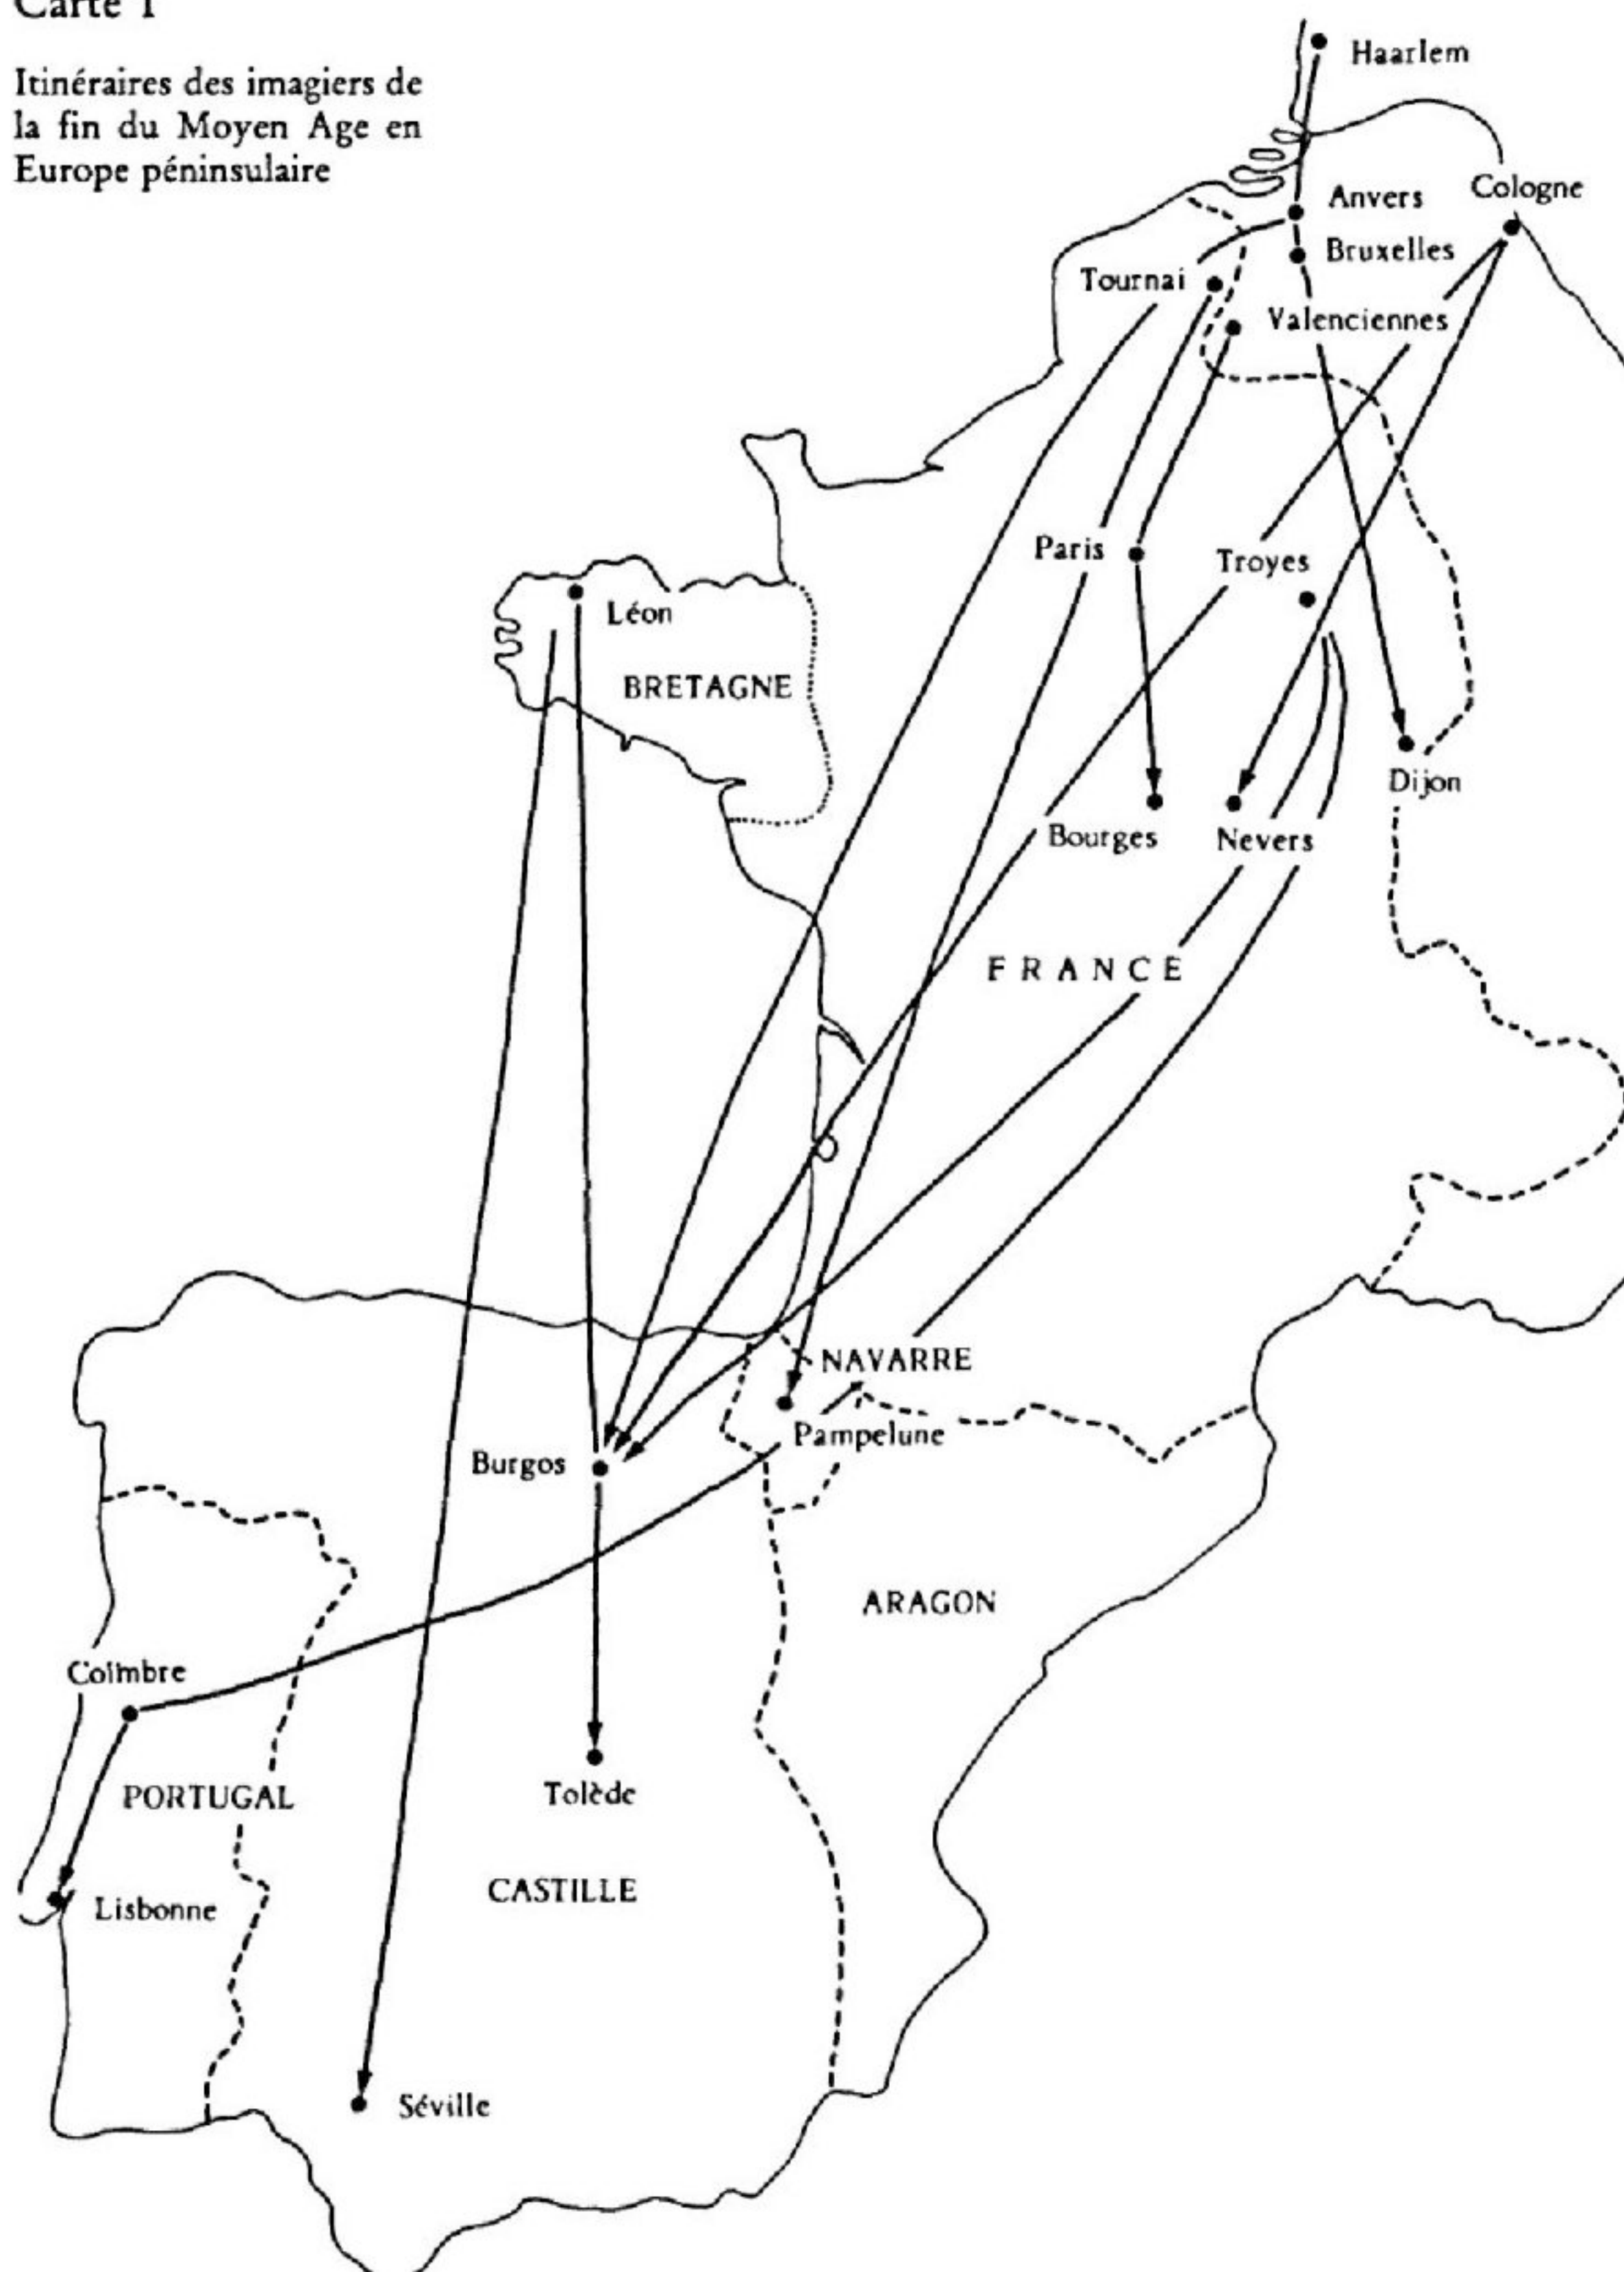 Carte 1
Itinéraires des imagiers de
la fin du Moyen Age en
Europe péninsulaire
Haarlem
Anvers
Cologne
Bruxelles
Tournai
Valenciennes
Paris
Troyes
Léon
BRETAGNE
Dijon
Bourges
Nevers
FRANCE
NAVARRE
Pampelune
Burgos
ARAGON
Coïmbre
Tolède
PORTUGAL
CASTILLE
Lisbonne
Séville